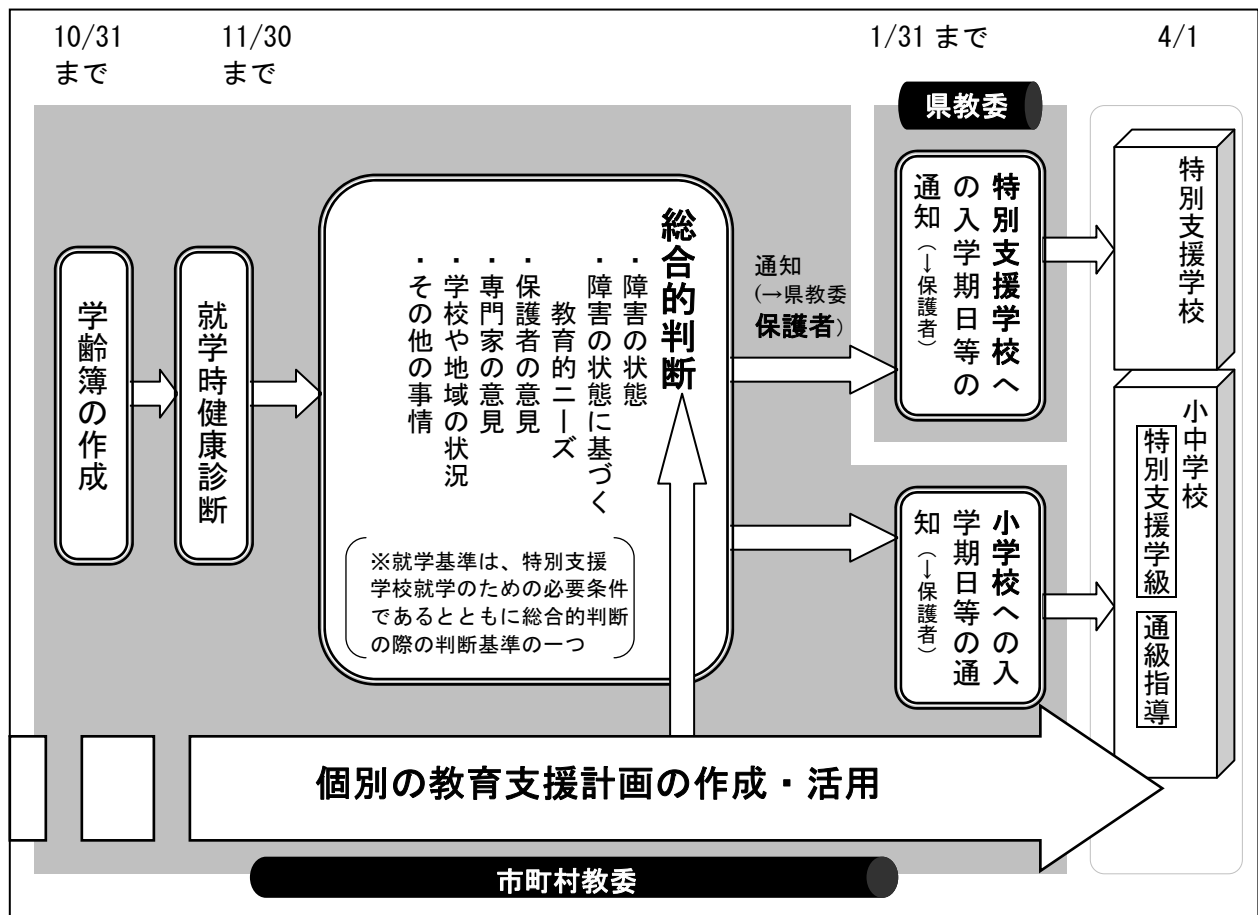 10/31
まで
11/30
まで
1/31 まで
4/1
県教委
学齢簿の作成
就学時健康診断
総合的判断
・障害の状態
・障害の状態に基づく
教育的ニーズ
・保護者の意見
・専門家の意見
・学校や地域の状況
・その他の事情
※就学基準は、特別支援
学校就学のための必要条件
であるとともに総合的判断
の際の判断基準の一つ
通知
(→県教委
保護者)
特別支援学校へ
の入学期日等の
通知(→保護者)
小学校への入
学期日等の通
知(→保護者)
特別支援学校
小中学校
特別支援学級
通級指導
個別の教育支援計画の作成・活用
市町村教委